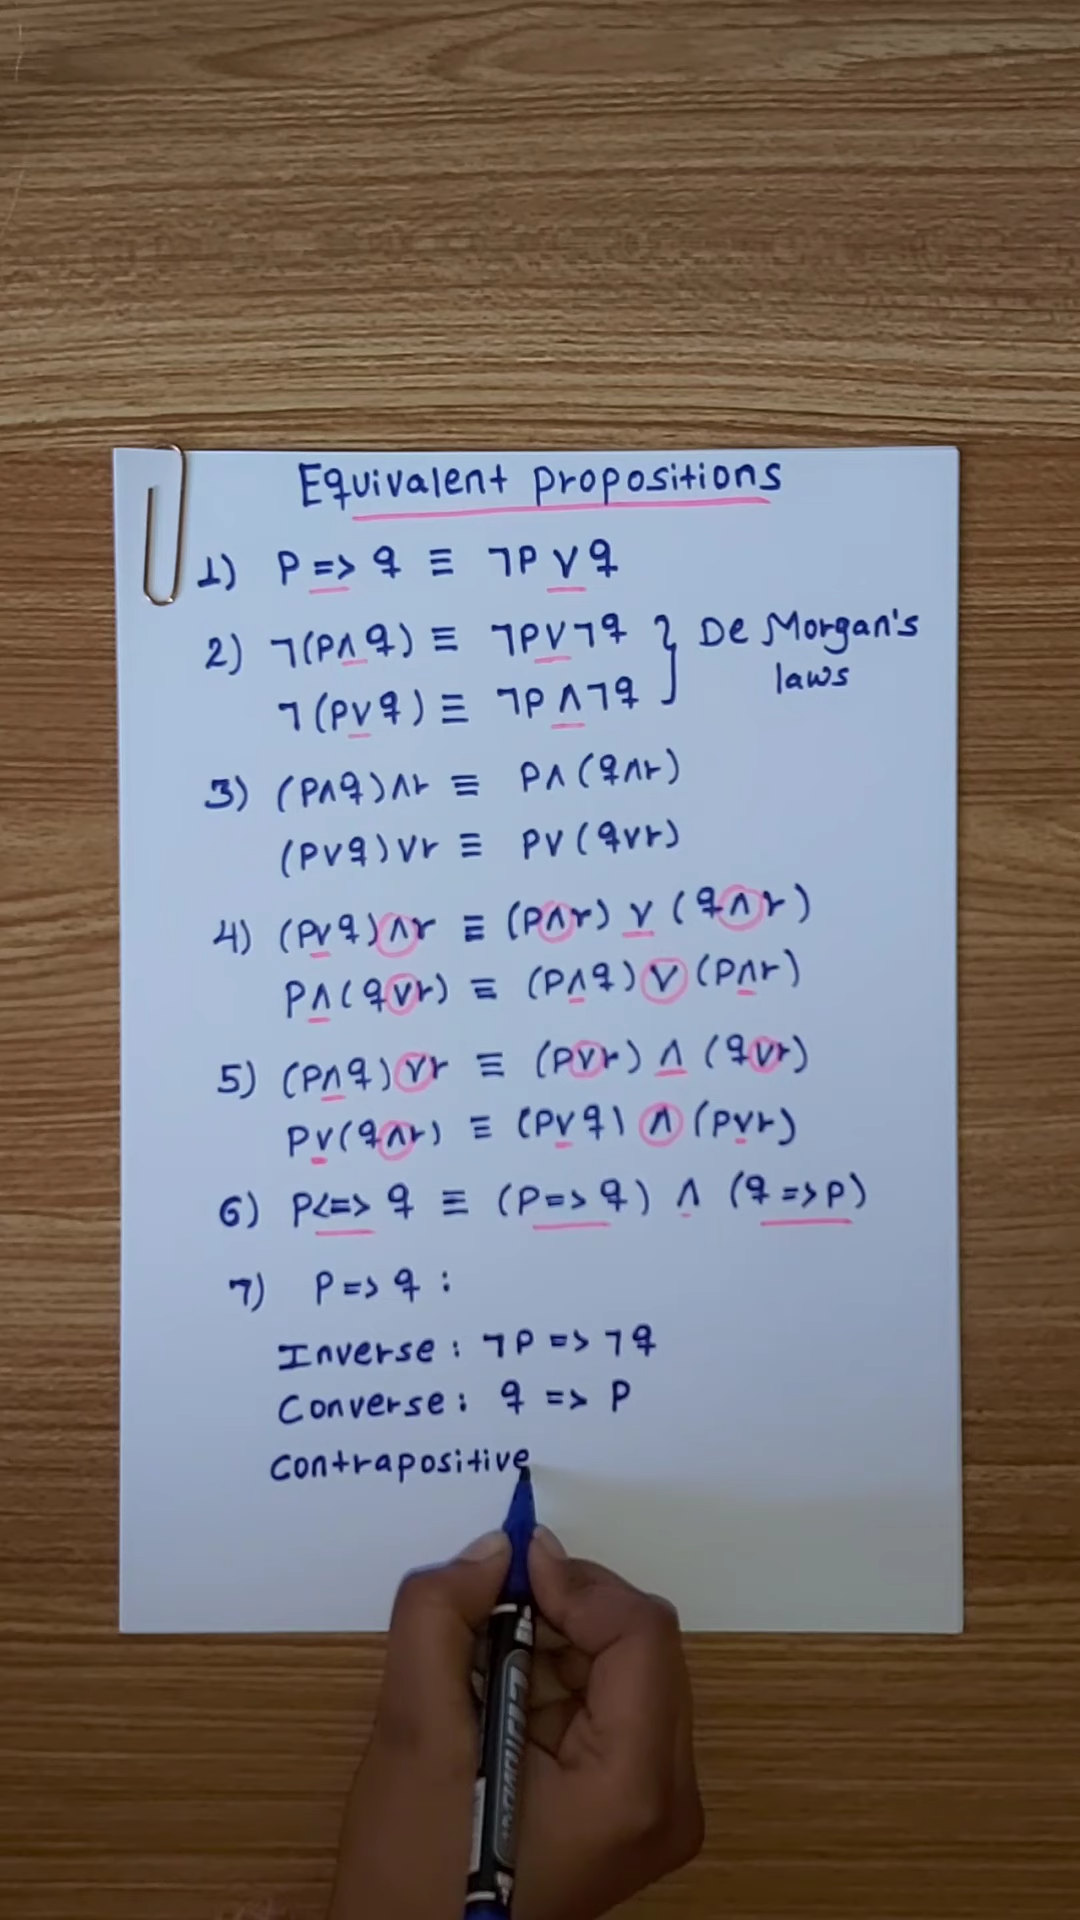 Equivalent propositions
1) P => q ≡ ¬P ∨ q
2) ¬(P∧q) ≡ ¬P∨¬q } De Morgan's laws
¬(P∨q) ≡ ¬P∧¬q
3) (P∧q)∧r ≡ P∧(q∧r)
(P∨q)∨r ≡ P∨(q∨r)
4) (P∨q)∧r ≡ (P∧r) ∨ (q∧r)
P∧(q∨r) ≡ (P∧q) ∨ (P∧r)
5) (P∧q)∨r ≡ (P∨r) ∧ (q∨r)
P∨(q∧r) ≡ (P∨q) ∧ (P∨r)
6) P<=> q ≡ (P=> q) ∧ (q => P)
7) P => q :
Inverse : ¬P => ¬q
Converse : q => P
Contrapositive